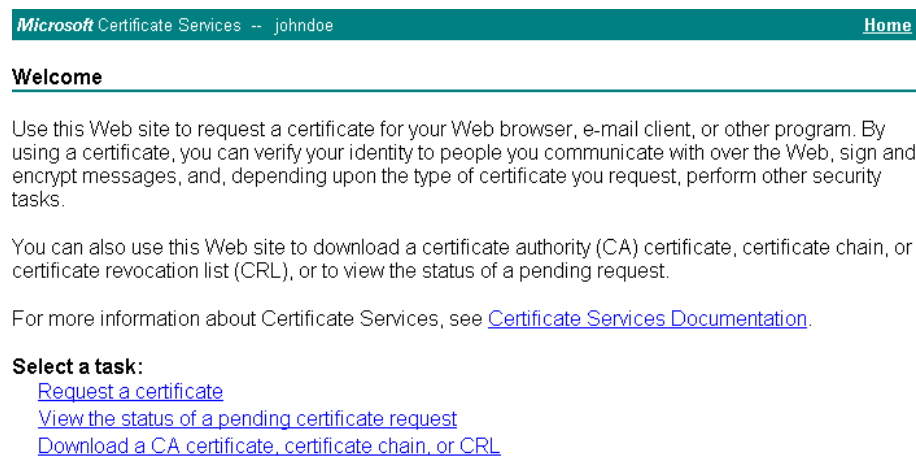 Microsoft Certificate Services -- johndoe
Home
Welcome
Use this Web site to request a certificate for your Web browser, e-mail client, or other program. By
using a certificate, you can verify your identity to people you communicate with over the Web, sign and
encrypt messages, and, depending upon the type of certificate you request, perform other security
tasks.
You can also use this Web site to download a certificate authority (CA) certificate, certificate chain, or
certificate revocation list (CRL), or to view the status of a pending request.
For more information about Certificate Services, see Certificate Services Documentation.
Select a task:
Request a certificate
View the status of a pending certificate request
Download a CA certificate, certificate chain, or CRL